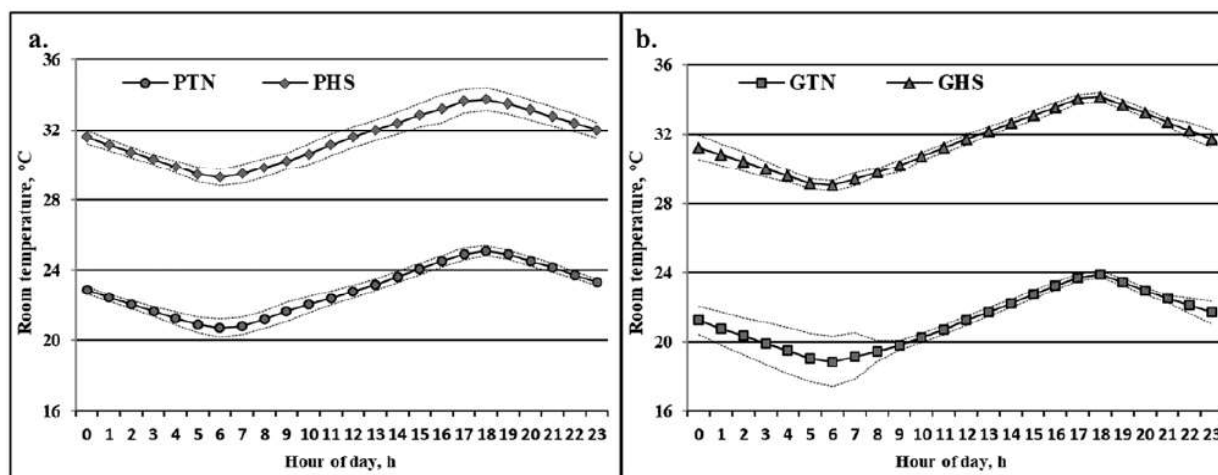 a.
PTN PHS
36
32
28
24
20
16
Room temperature, °C
0 1 2 3 4 5 6 7 8 9 10 11 12 13 14 15 16 17 18 19 20 21 22 23
Hour of day, h
b.
GTN GHS
36
32
28
24
20
16
Room temperature, °C
0 1 2 3 4 5 6 7 8 9 10 11 12 13 14 15 16 17 18 19 20 21 22 23
Hour of day, h